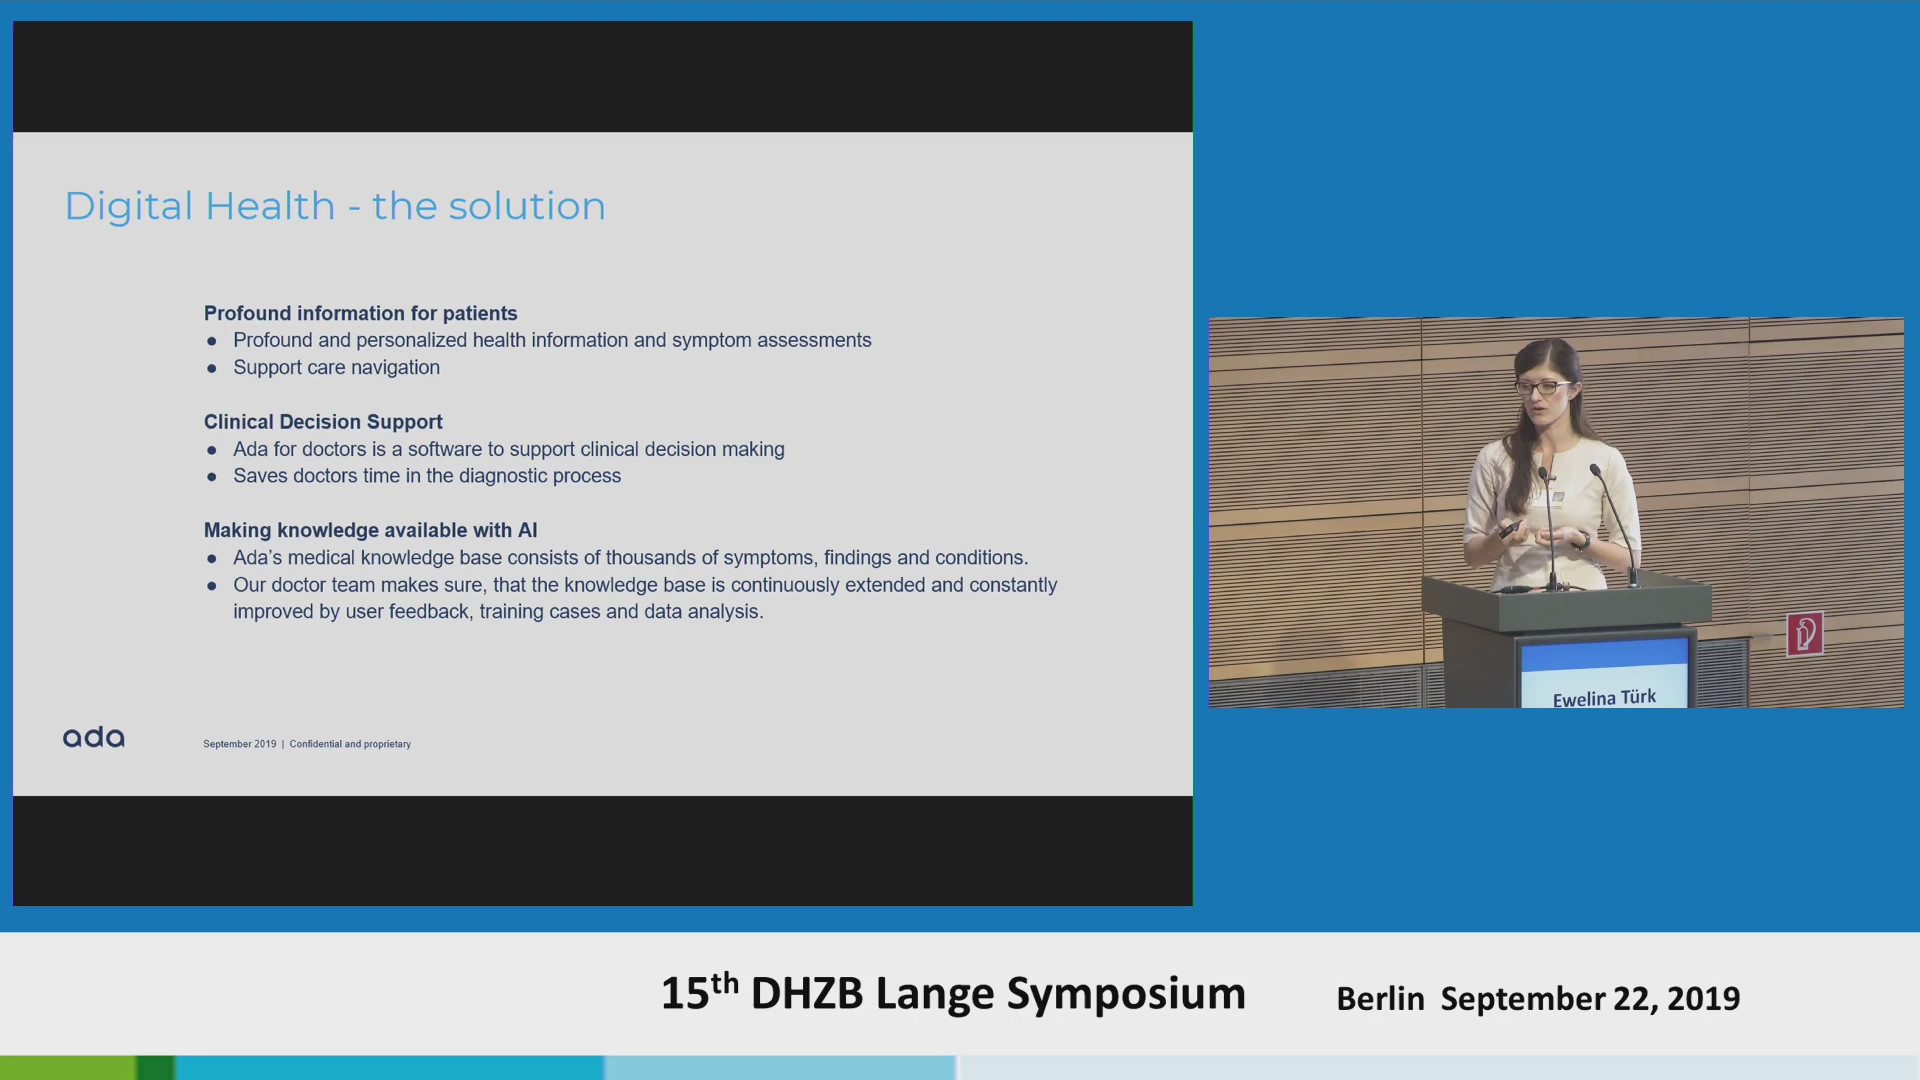 Digital Health - the solution
Profound information for patients
● Profound and personalized health information and symptom assessments
● Support care navigation
Clinical Decision Support
● Ada for doctors is a software to support clinical decision making
● Saves doctors time in the diagnostic process
Making knowledge available with AI
● Ada’s medical knowledge base consists of thousands of symptoms, findings and conditions.
● Our doctor team makes sure, that the knowledge base is continuously extended and constantly
improved by user feedback, training cases and data analysis.
ada
September 2019 | Confidential and proprietary
Ewelina Türk
15th DHZB Lange Symposium
Berlin September 22, 2019